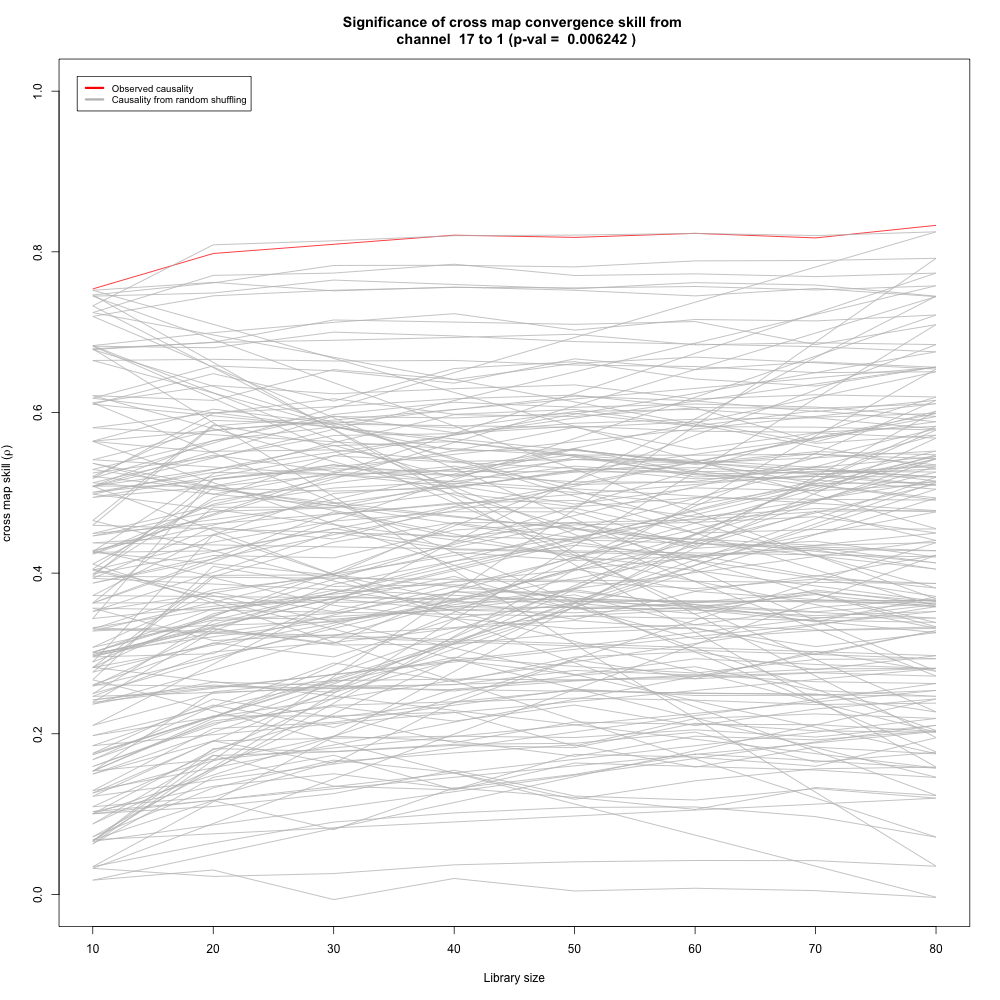 Significance of cross map convergence skill from
channel  17 to 1 (p-val =  0.006242 )
Observed causality
Causality from random shuffling
cross map skill (ρ)
1.0
0.8
0.6
0.4
0.2
0.0
10 20 30 40 50 60 70 80
Library size